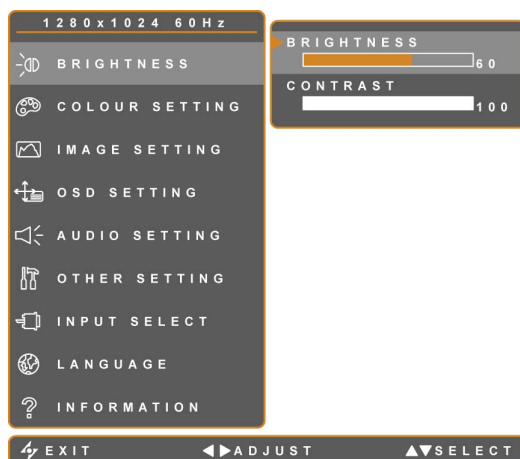 1280x1024 60Hz
BRIGHTNESS
COLOUR SETTING
IMAGE SETTING
OSD SETTING
AUDIO SETTING
OTHER SETTING
INPUT SELECT
LANGUAGE
INFORMATION
BRIGHTNESS
60
CONTRAST
100
EXIT ADJUST SELECT